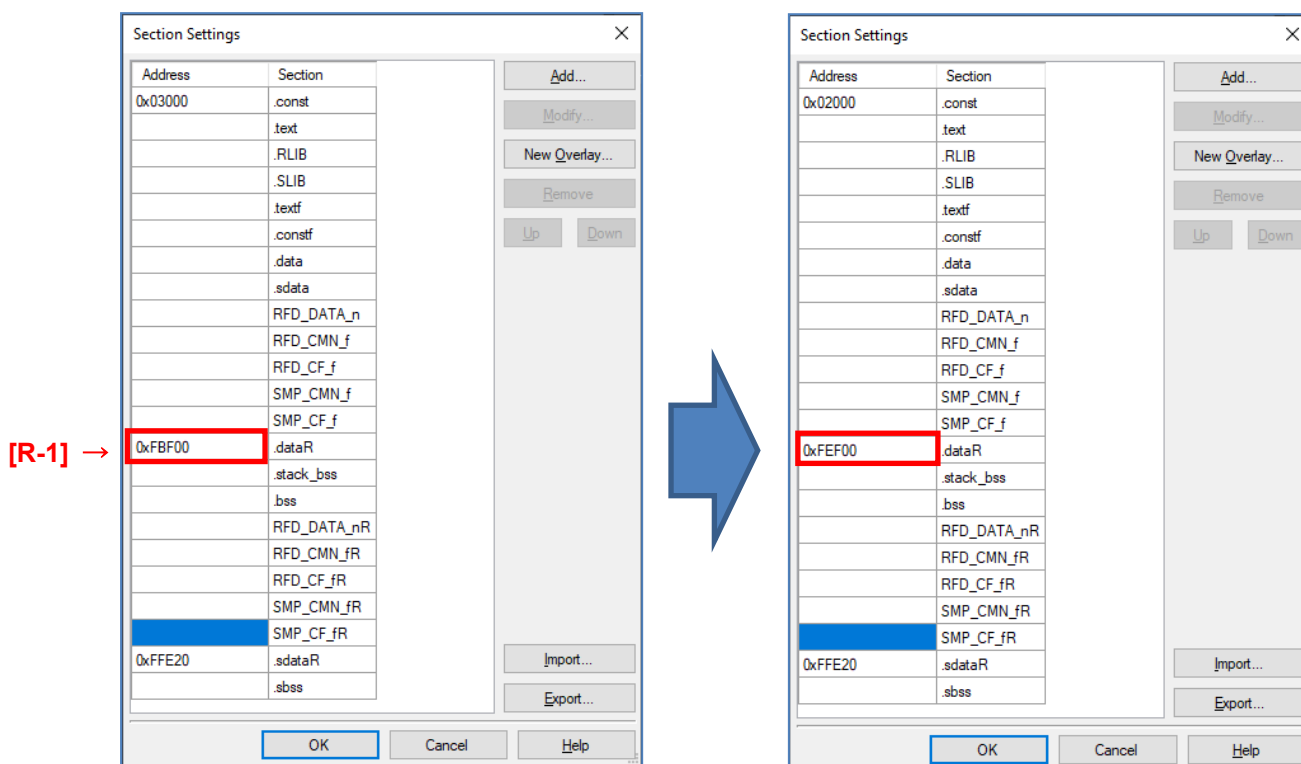 Section Settings
Address Section
0x03000 .const
.text
.RLIB
.SLIB
.textf
.constf
.data
.sdata
RFD_DATA_n
RFD_CMN_f
RFD_CF_f
SMP_CMN_f
SMP_CF_f
[R-1] → 0xFBF00 .dataR
.stack_bss
.bss
RFD_DATA_nR
RFD_CMN_fR
RFD_CF_fR
SMP_CMN_fR
SMP_CF_fR
0xFFE20 .sdataR
.sbss
Add...
Modify...
New Overlay...
Remove
Up Down
Import...
Export...
OK Cancel Help
Section Settings
Address Section
0x02000 .const
.text
.RLIB
.SLIB
.textf
.constf
.data
.sdata
RFD_DATA_n
RFD_CMN_f
RFD_CF_f
SMP_CMN_f
SMP_CF_f
0xFEF00 .dataR
.stack_bss
.bss
RFD_DATA_nR
RFD_CMN_fR
RFD_CF_fR
SMP_CMN_fR
SMP_CF_fR
0xFFE20 .sdataR
.sbss
Add...
Modify...
New Overlay...
Remove
Up Down
Import...
Export...
OK Cancel Help